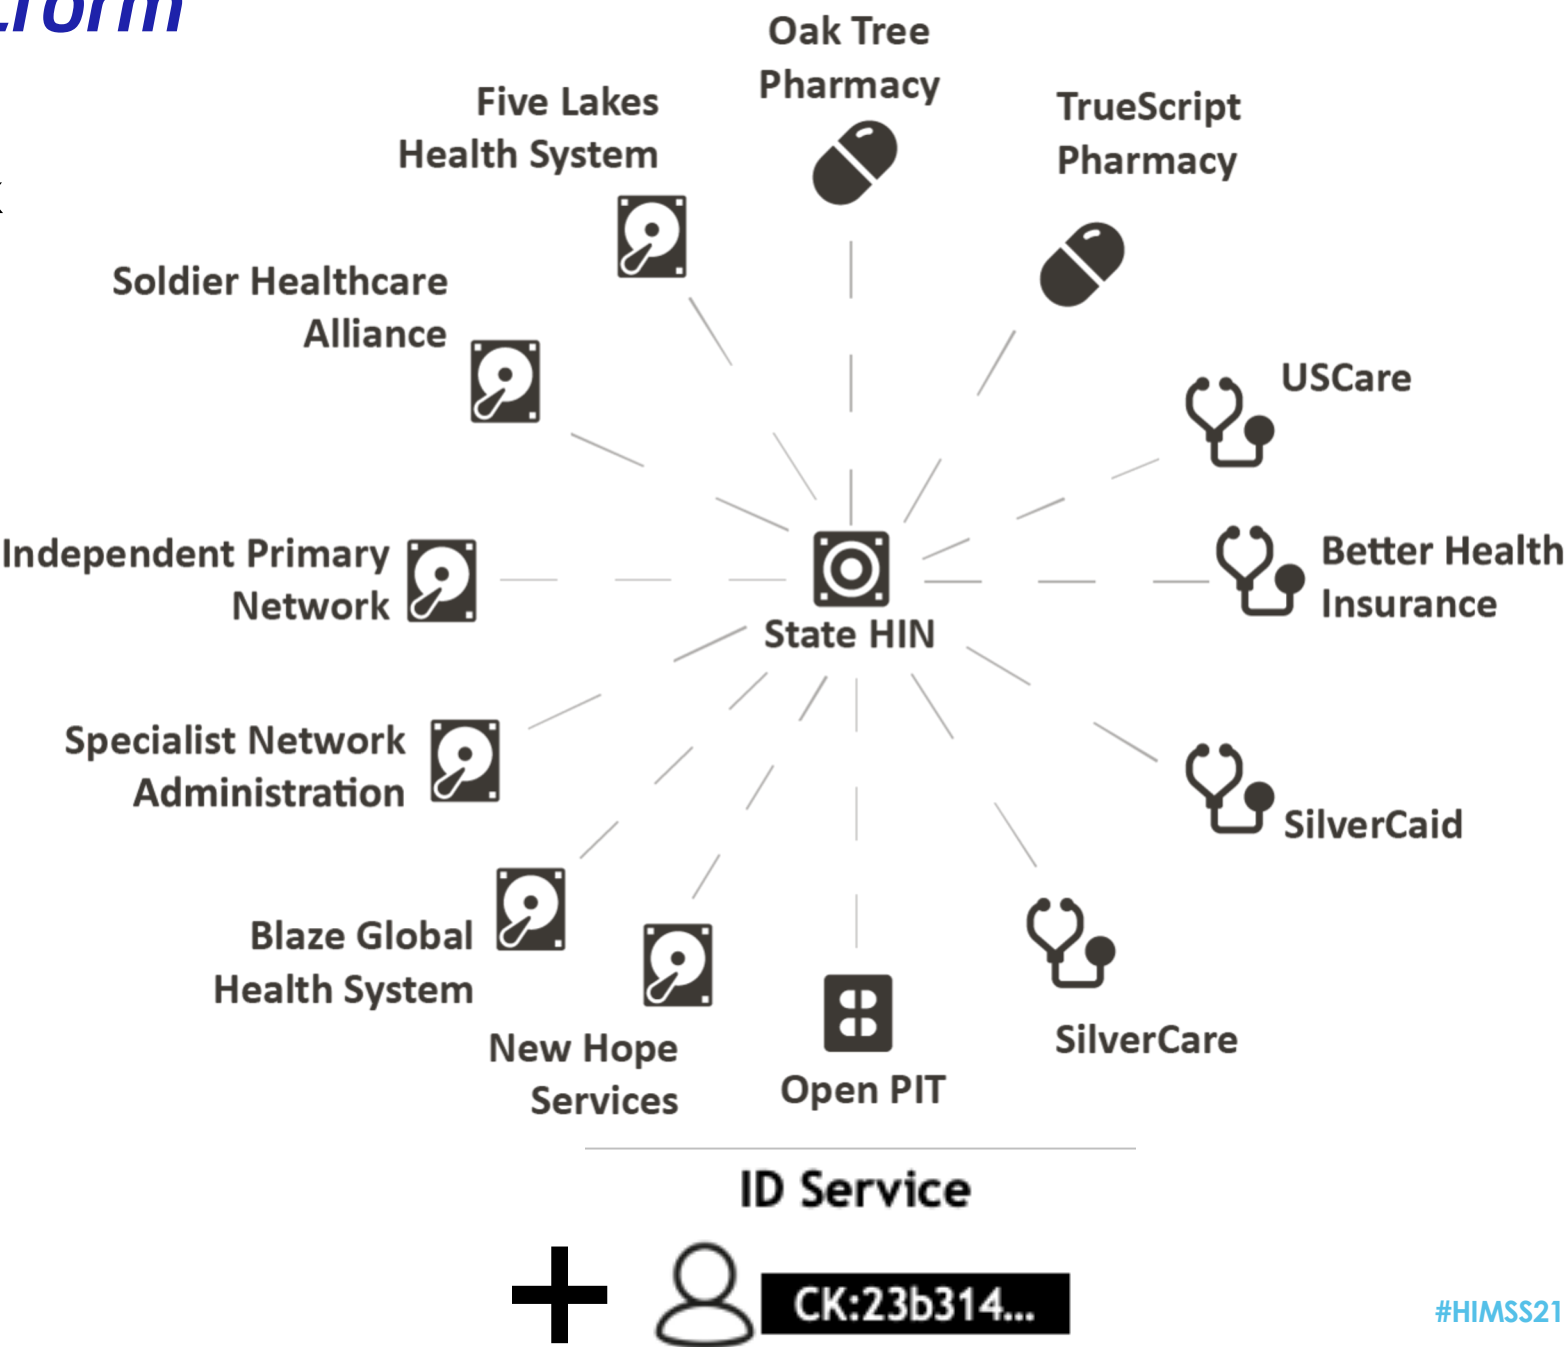 Oak Tree
Pharmacy
Five Lakes
Health System
TrueScript
Pharmacy
Soldier Healthcare
Alliance
USCare
Independent Primary
Network
State HIN
Better Health
Insurance
Specialist Network
Administration
SilverCaid
Blaze Global
Health System
New Hope
Services
Open PIT
SilverCare
ID Service
CK:23b314...
#HIMSS21